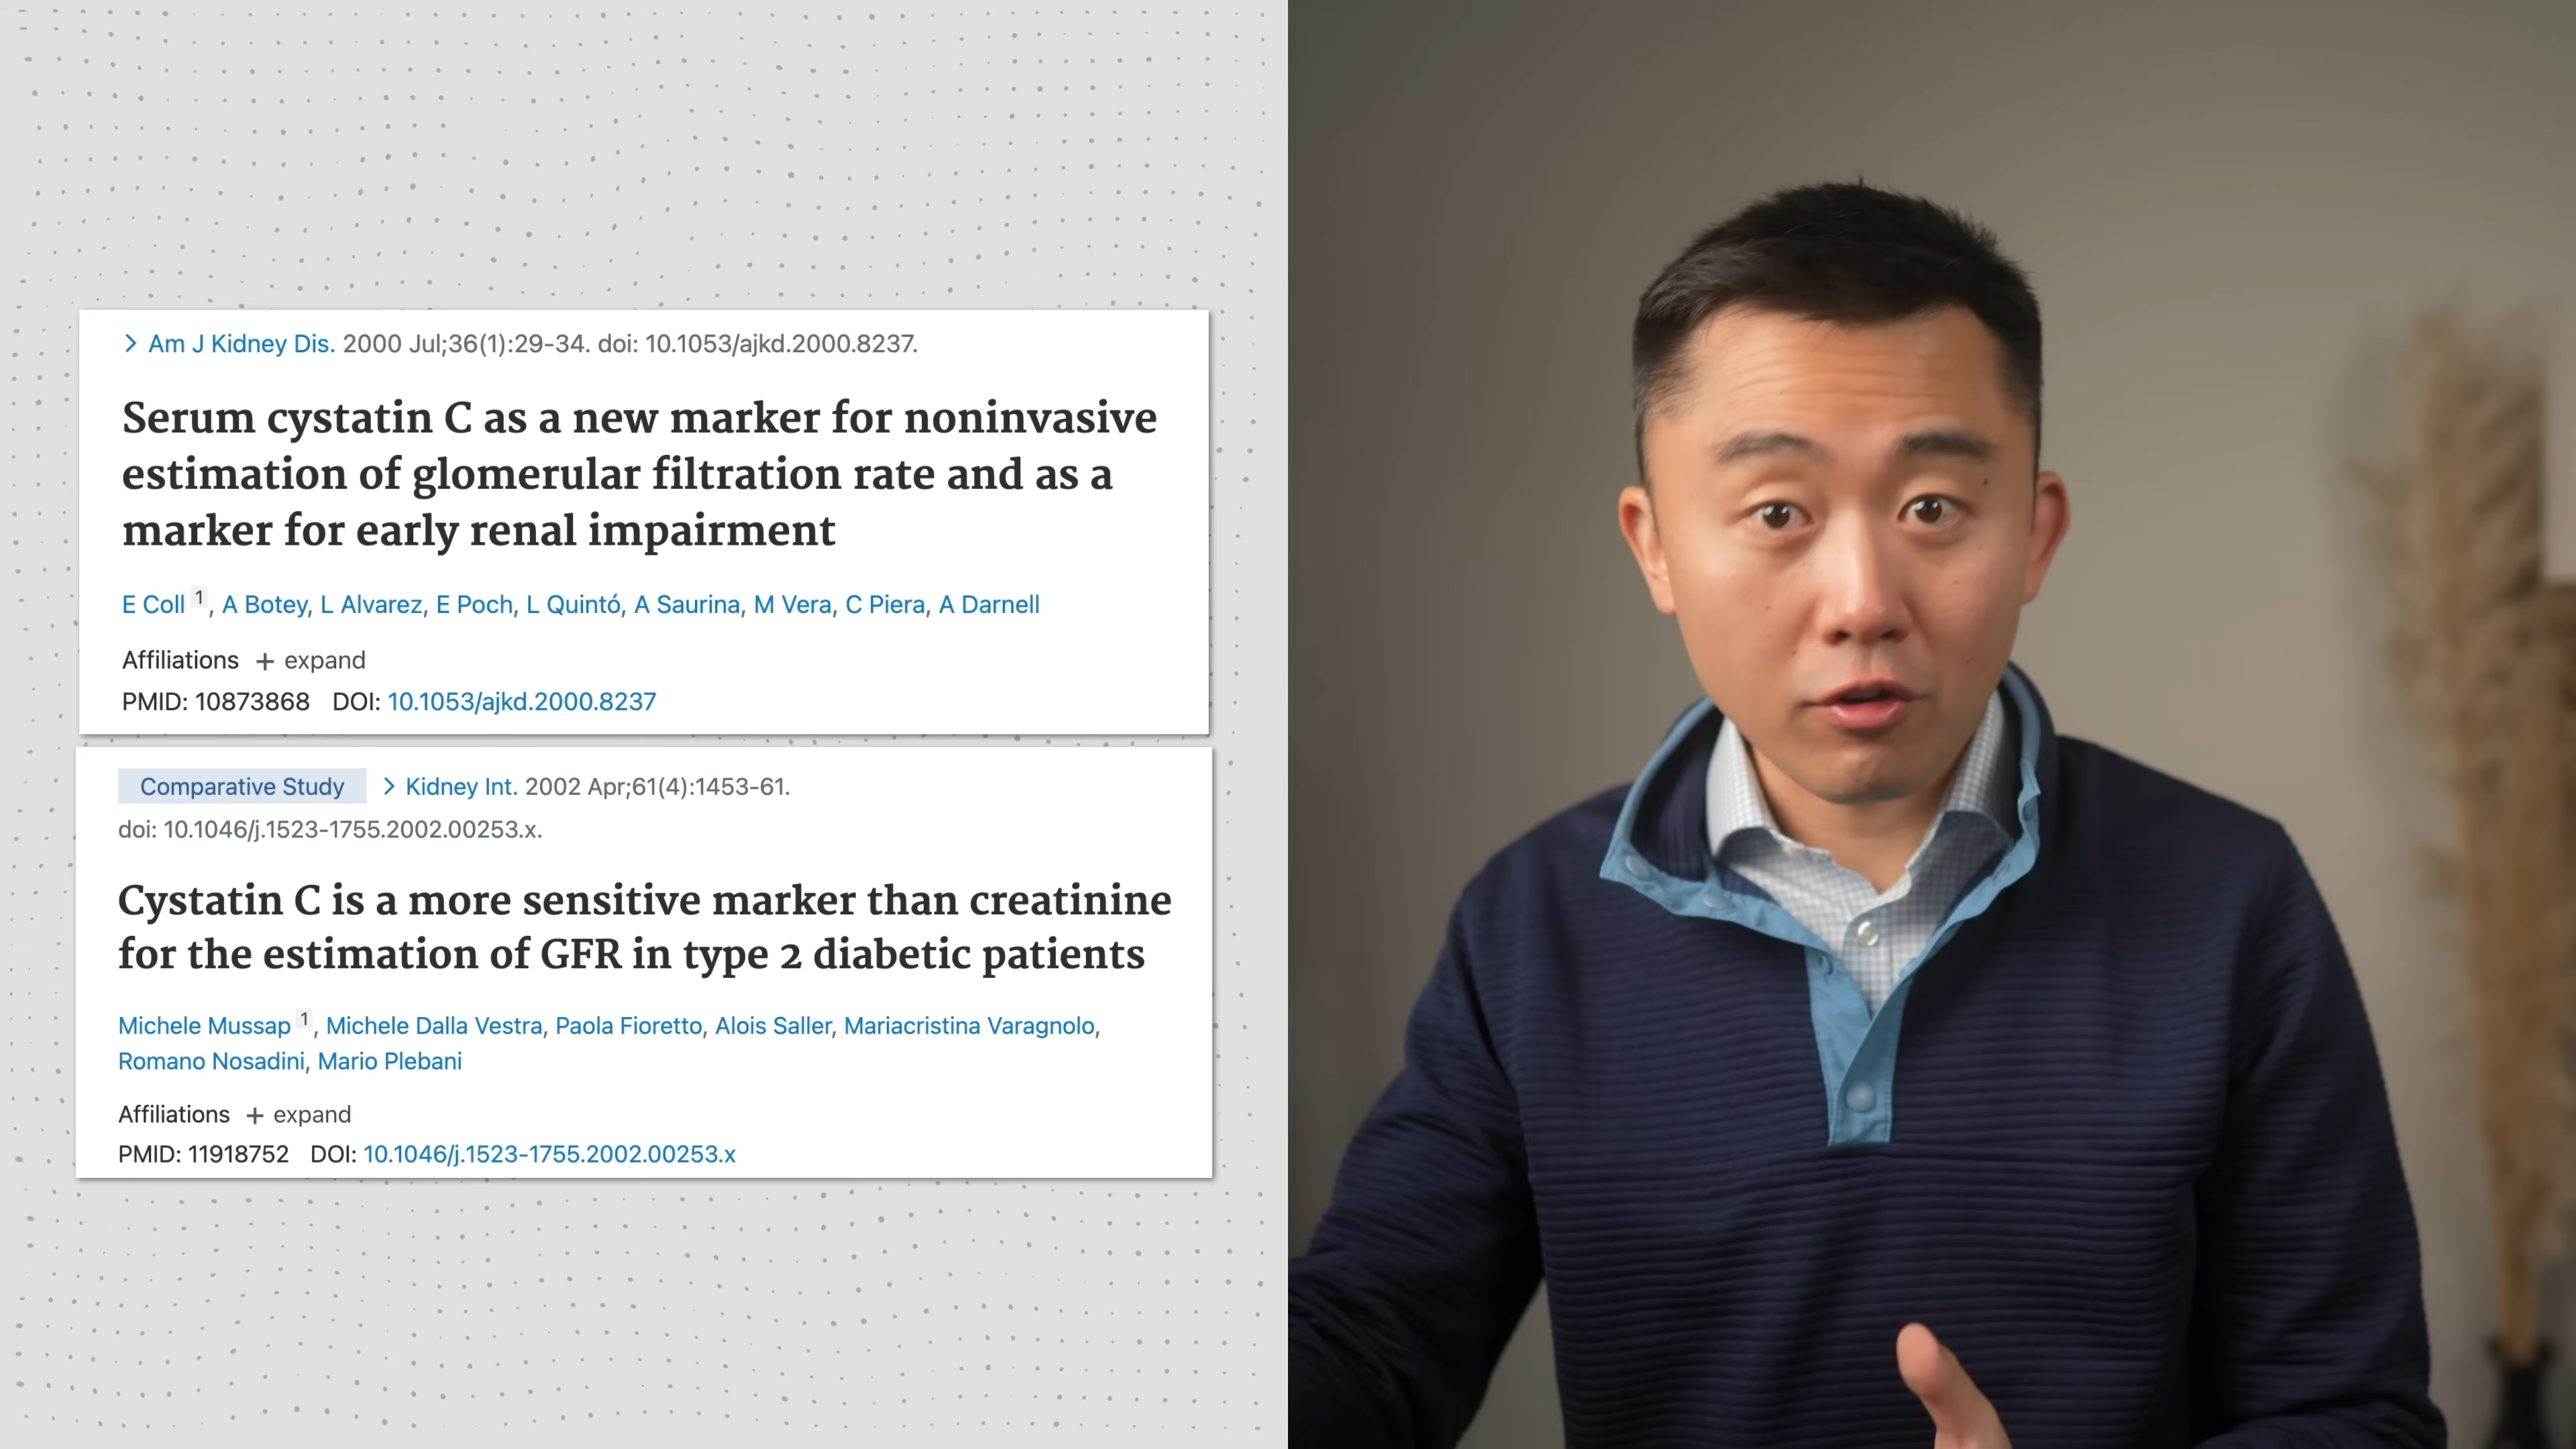 > Am J Kidney Dis. 2000 Jul;36(1):29-34. doi: 10.1053/ajkd.2000.8237.
Serum cystatin C as a new marker for noninvasive
estimation of glomerular filtration rate and as a
marker for early renal impairment
E Coll 1, A Botey, L Alvarez, E Poch, L Quintó, A Saurina, M Vera, C Piera, A Darnell
Affiliations + expand
PMID: 10873868 DOI: 10.1053/ajkd.2000.8237
Comparative Study > Kidney Int. 2002 Apr;61(4):1453-61.
doi: 10.1046/j.1523-1755.2002.00253.x.
Cystatin C is a more sensitive marker than creatinine
for the estimation of GFR in type 2 diabetic patients
Michele Mussap 1, Michele Dalla Vestra, Paola Fioretto, Alois Saller, Mariacristina Varagnolo,
Romano Nosadini, Mario Plebani
Affiliations + expand
PMID: 11918752 DOI: 10.1046/j.1523-1755.2002.00253.x